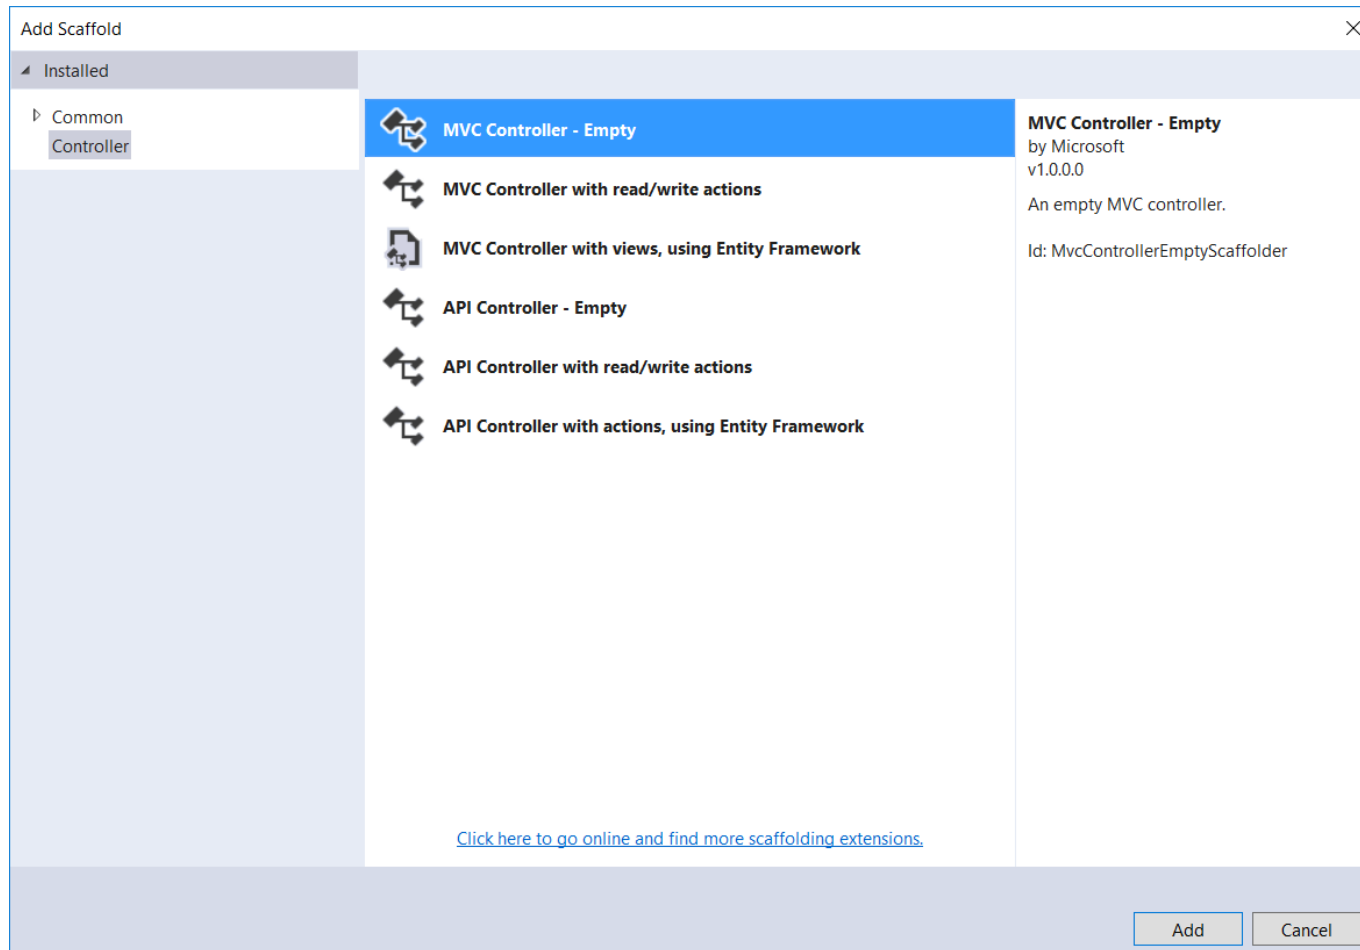 Add Scaffold
Installed
Common
Controller
MVC Controller - Empty
MVC Controller with read/write actions
MVC Controller with views, using Entity Framework
API Controller - Empty
API Controller with read/write actions
API Controller with actions, using Entity Framework
Click here to go online and find more scaffolding extensions.
MVC Controller - Empty
by Microsoft
v1.0.0.0
An empty MVC controller.
Id: MvcControllerEmptyScaffolder
Add
Cancel